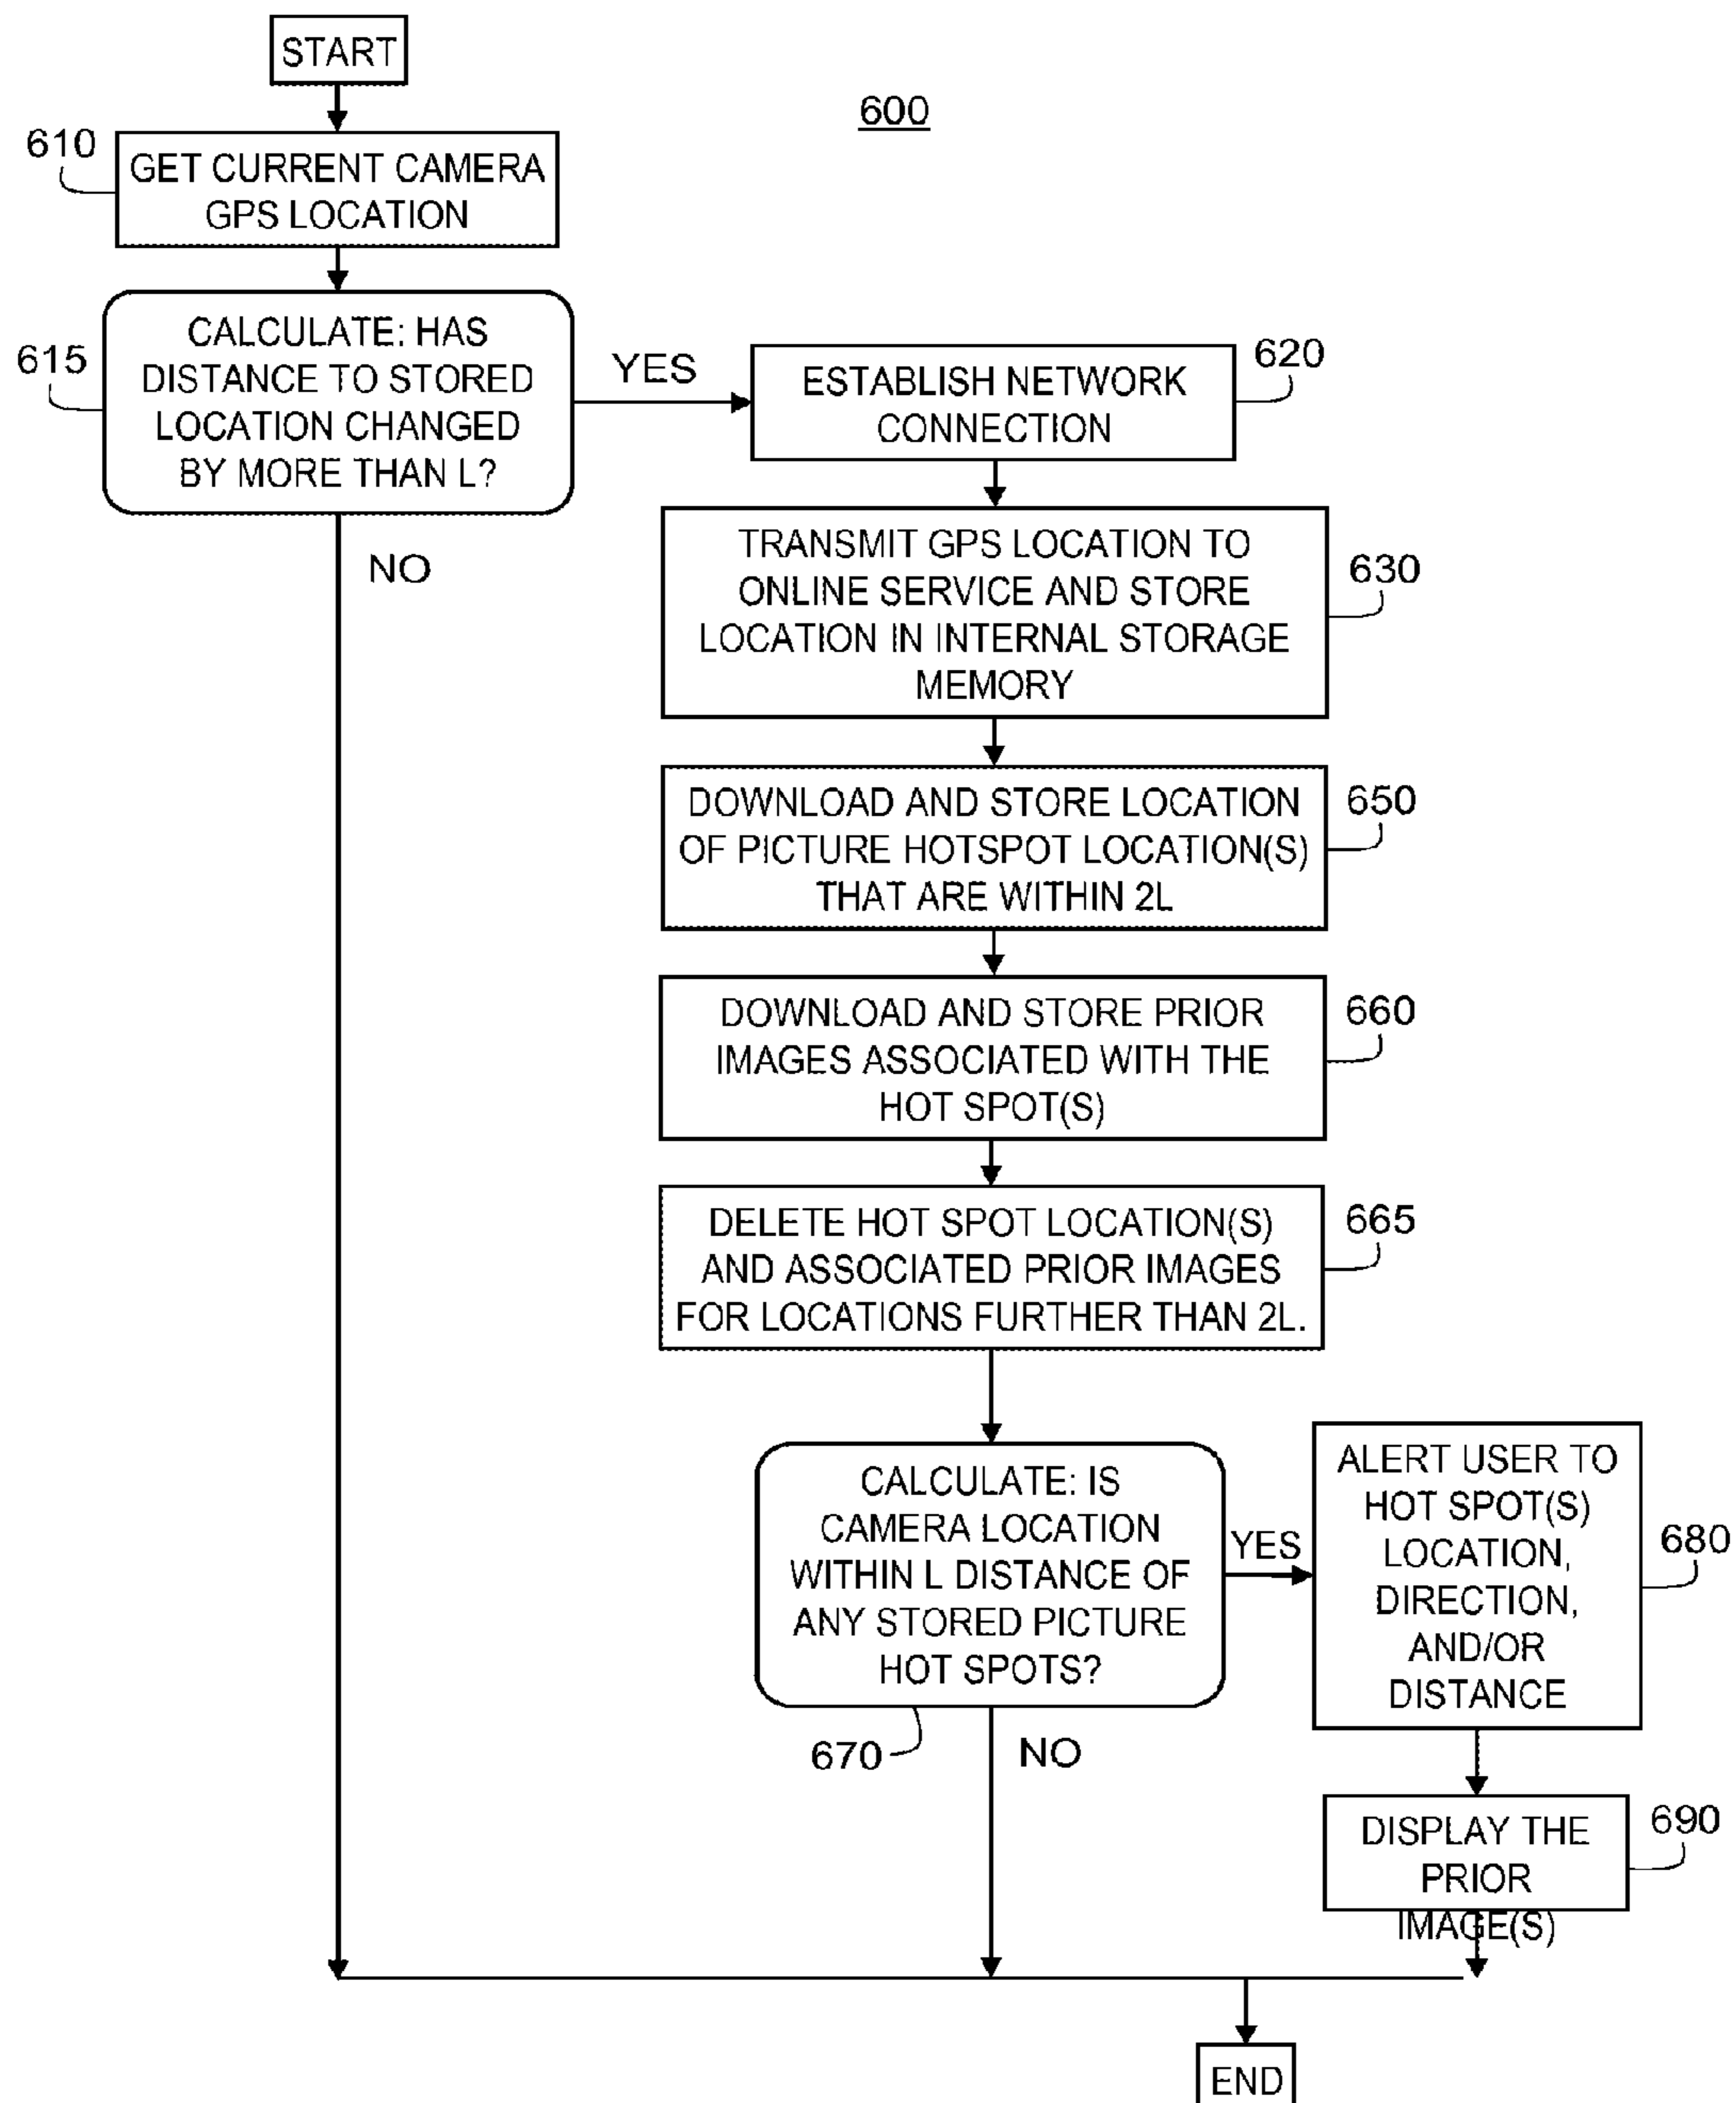 START
600
610
GET CURRENT CAMERA
GPS LOCATION
615
CALCULATE: HAS
DISTANCE TO STORED
LOCATION CHANGED
BY MORE THAN L?
YES
NO
620
ESTABLISH NETWORK
CONNECTION
630
TRANSMIT GPS LOCATION TO
ONLINE SERVICE AND STORE
LOCATION IN INTERNAL STORAGE
MEMORY
650
DOWNLOAD AND STORE LOCATION
OF PICTURE HOTSPOT LOCATION(S)
THAT ARE WITHIN 2L
660
DOWNLOAD AND STORE PRIOR
IMAGES ASSOCIATED WITH THE
HOT SPOT(S)
665
DELETE HOT SPOT LOCATION(S)
AND ASSOCIATED PRIOR IMAGES
FOR LOCATIONS FURTHER THAN 2L.
CALCULATE: IS
CAMERA LOCATION
WITHIN L DISTANCE OF
ANY STORED PICTURE
HOT SPOTS?
670
YES
NO
ALERT USER TO
HOT SPOT(S)
LOCATION,
DIRECTION,
AND/OR
DISTANCE
680
DISPLAY THE
PRIOR
IMAGE(S)
690
END